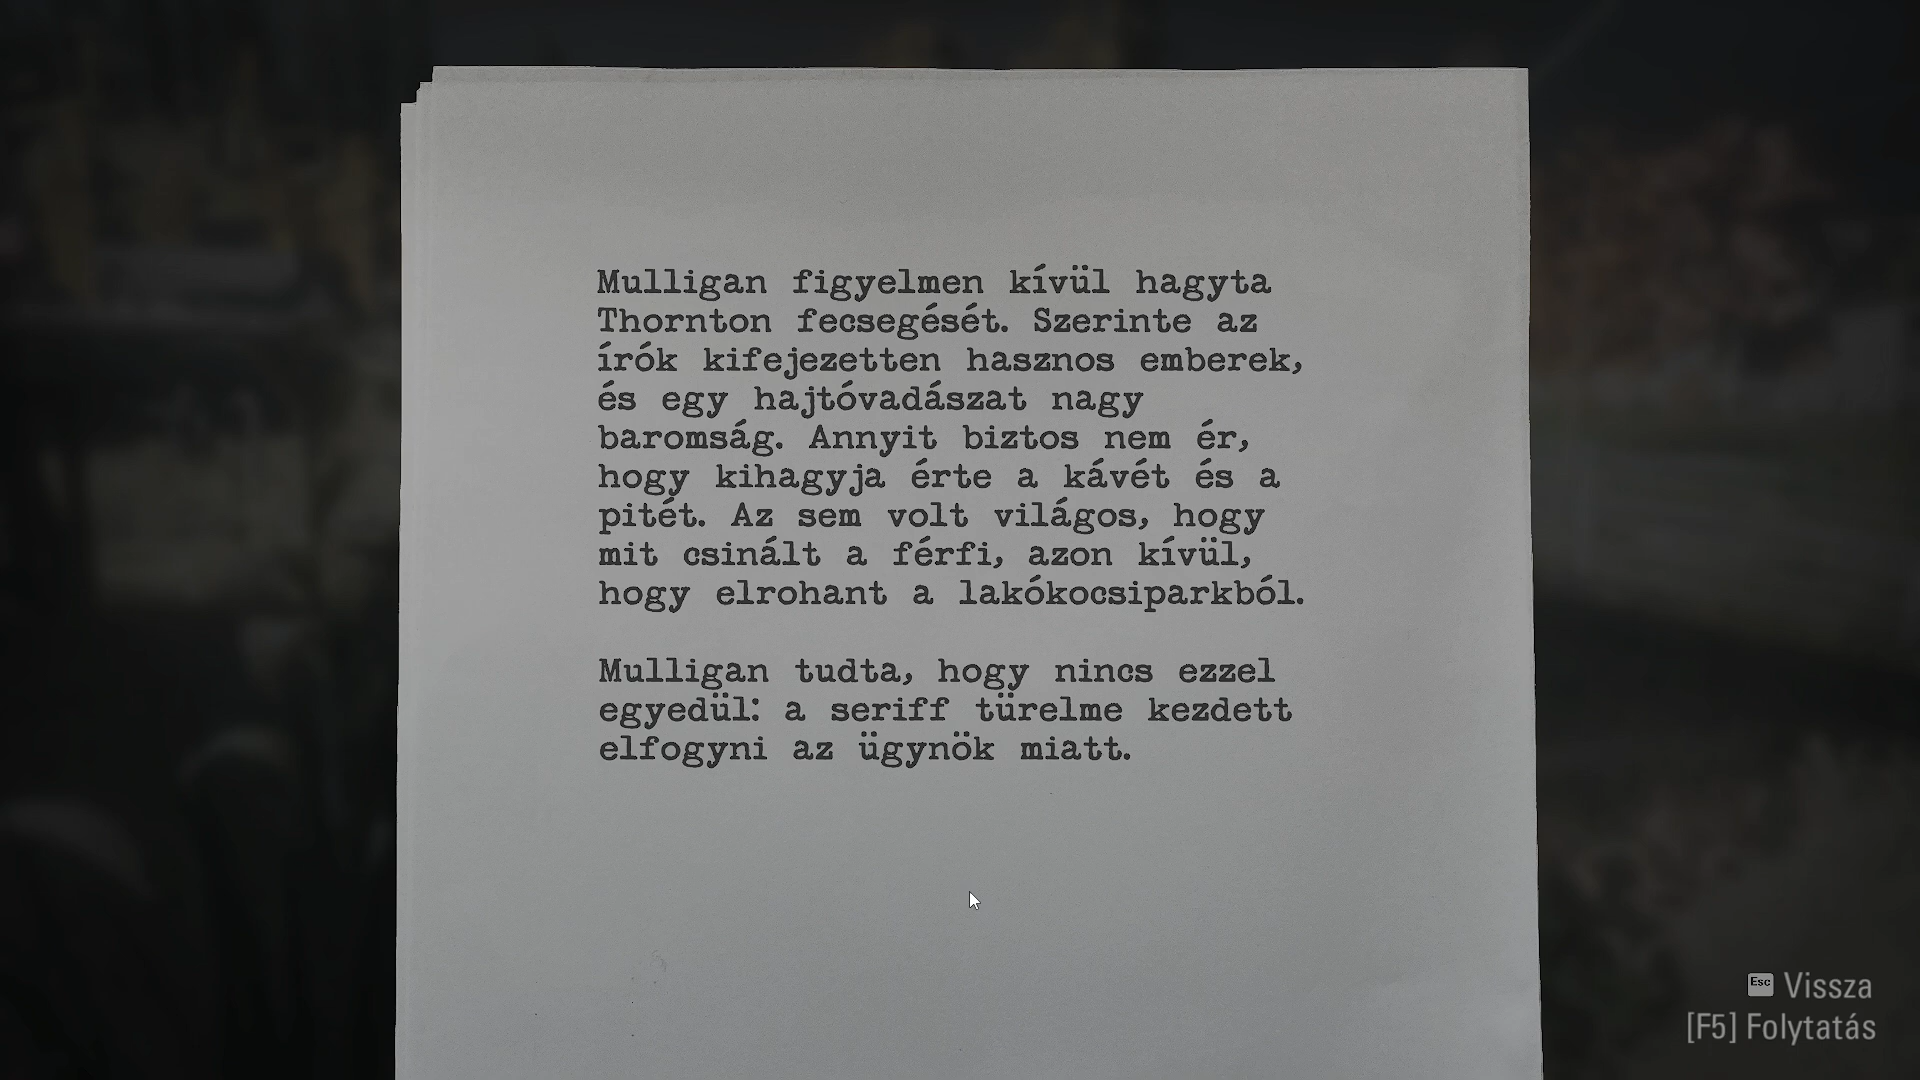 Mulligan figyelmen kívül hagyta
Thornton fecsegését. Szerinte az
írók kifejezetten hasznos emberek,
és egy hajtóvadászat nagy
baromság. Annyit biztos nem ér,
hogy kihagyja érte a kávét és a
pitét. Az sem volt világos, hogy
mit csinált a férfi, azon kívül,
hogy elrohant a lakókocsiparkból.
Mulligan tudta, hogy nincs ezzel
egyedül: a seriff türelme kezdett
elfogyni az ügynök miatt.
Esc Vissza
[F5] Folytatás